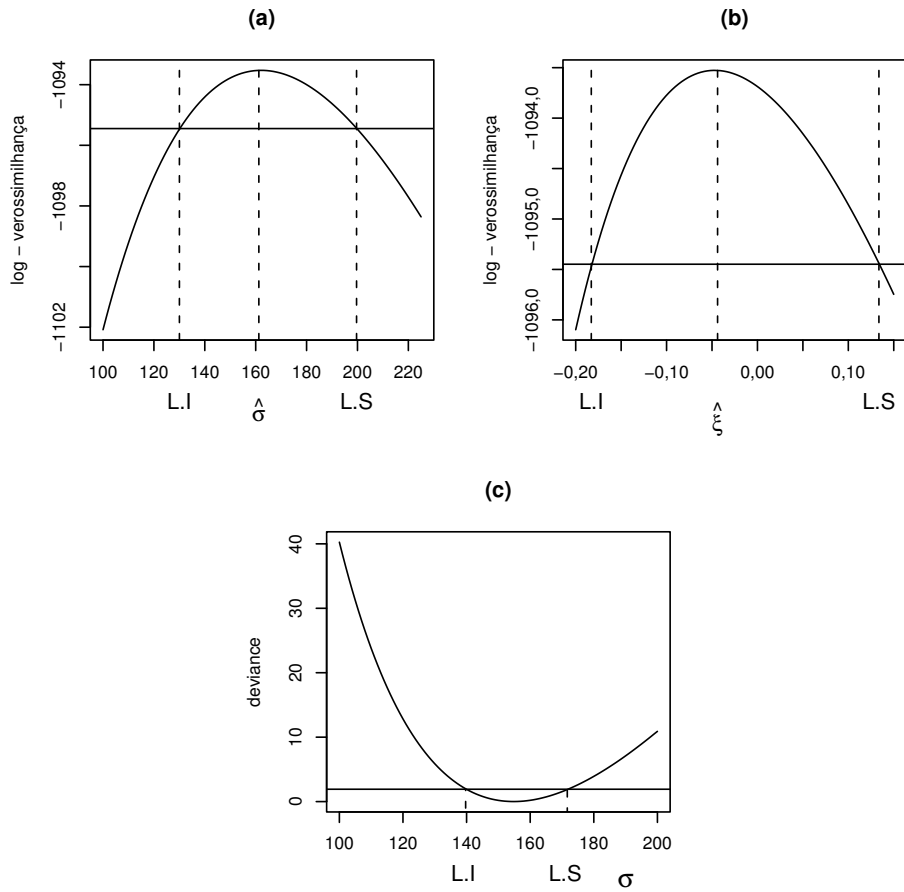 (a)
log − verossimilhança
−1094
−1098
−1102
100 120 140 160 180 200 220
L.I σ̂ L.S
(b)
log − verossimilhança
−1094,0
−1095,0
−1096,0
−0,20 −0,10 0,00 0,10
L.I ξ̂ L.S
(c)
deviance
40
30
20
10
0
100 120 140 160 180 200
L.I L.S σ